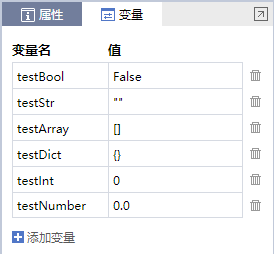 属性 变量
变量名 值
testBool False
testStr ""
testArray []
testDict {}
testInt 0
testNumber 0.0
添加变量